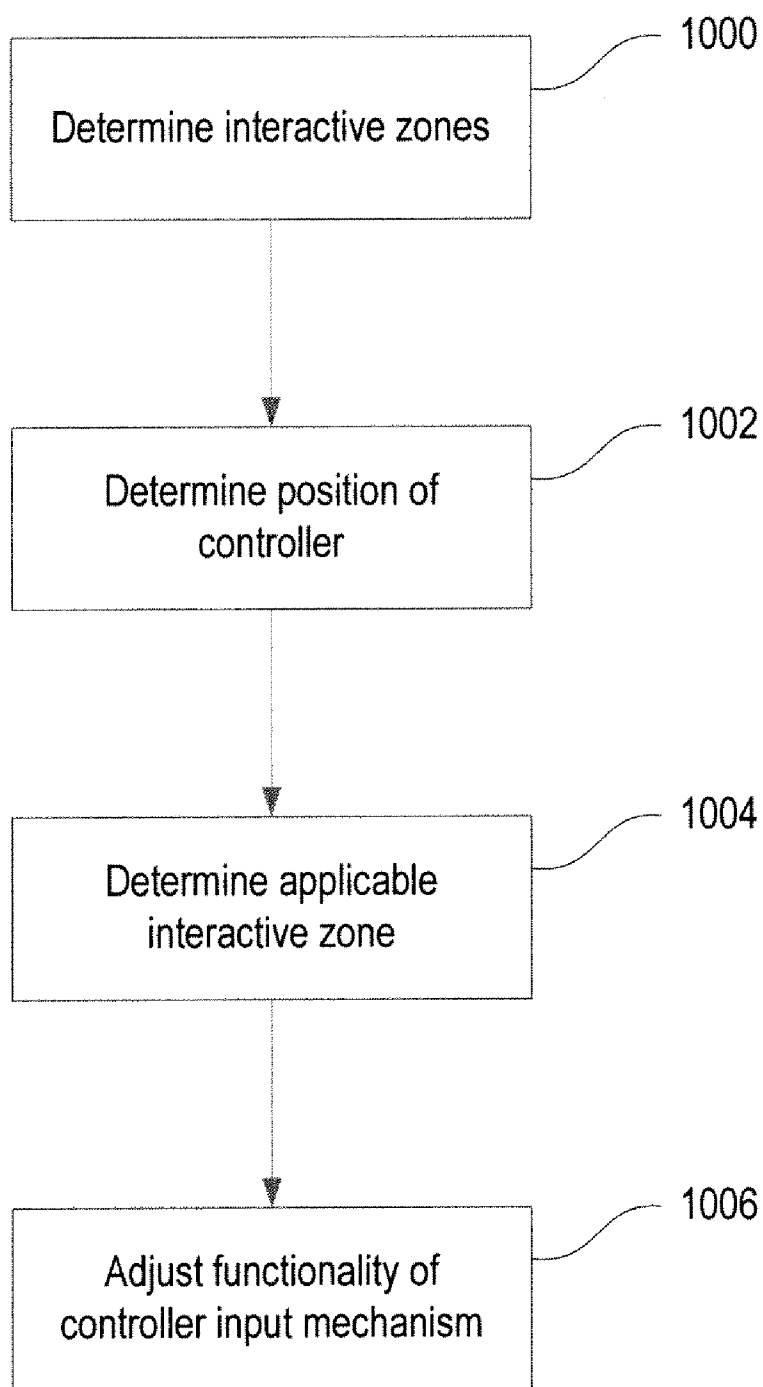 1000
Determine interactive zones
1002
Determine position of
controller
1004
Determine applicable
interactive zone
1006
Adjust functionality of
controller input mechanism